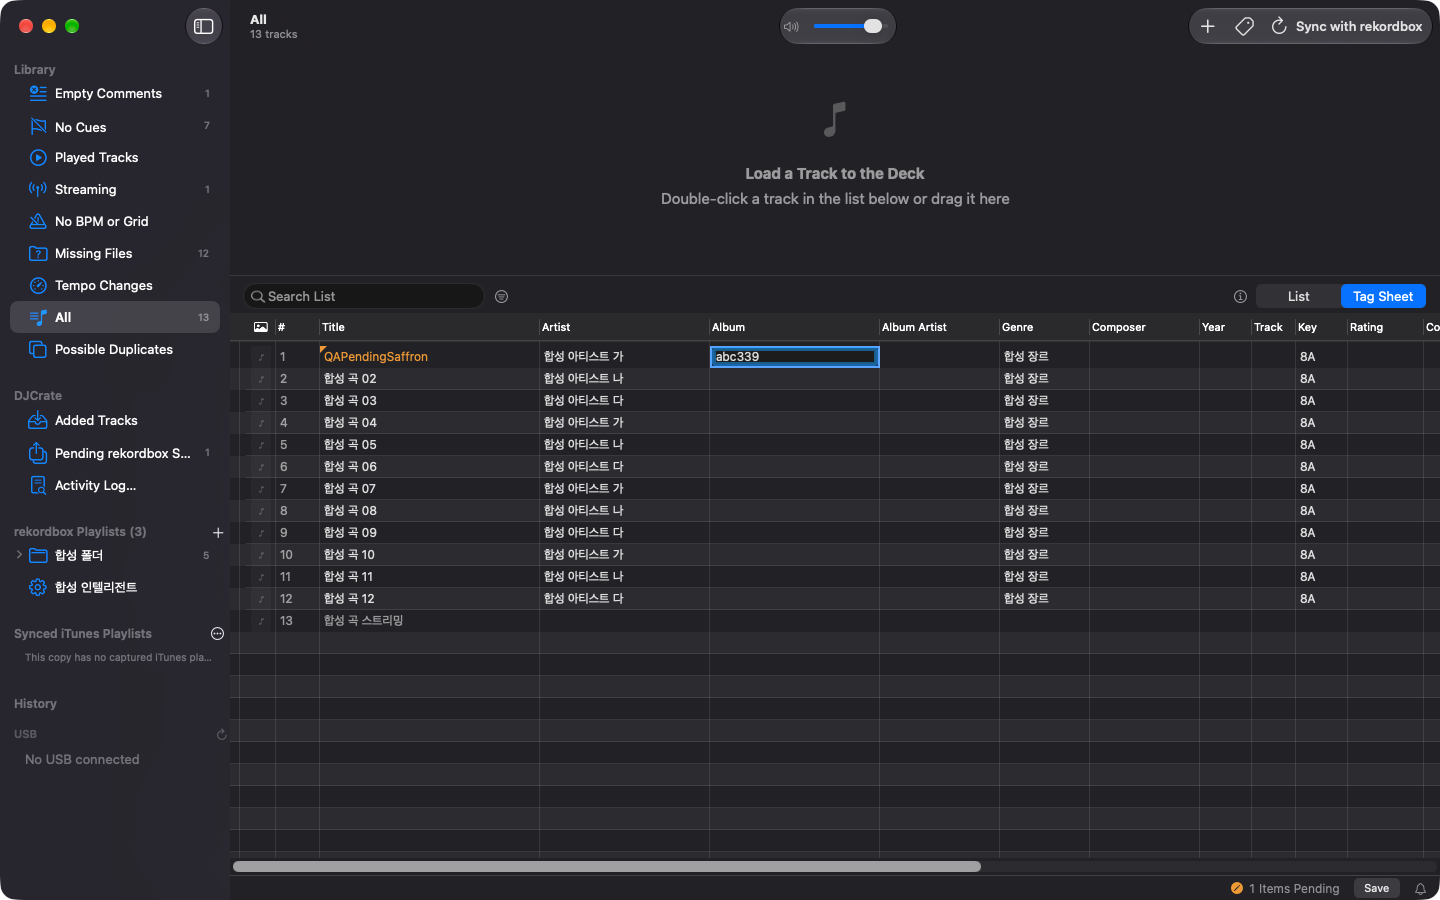 All
13 tracks
Sync with rekordbox
Library
Empty Comments 1
No Cues 7
Played Tracks
Streaming 1
No BPM or Grid
Missing Files 12
Tempo Changes
All 13
Possible Duplicates
DJCrate
Added Tracks
Pending rekordbox S... 1
Activity Log...
rekordbox Playlists (3)
합성 폴더 5
합성 인텔리전트
Synced iTunes Playlists
This copy has no captured iTunes pla...
History
USB
No USB connected
Load a Track to the Deck
Double-click a track in the list below or drag it here
Search List
List Tag Sheet
# Title Artist Album Album Artist Genre Composer Year Track Key Rating Co
1 QAPendingSaffron 합성 아티스트 가 abc339 합성 장르 8A
2 합성 곡 02 합성 아티스트 나 합성 장르 8A
3 합성 곡 03 합성 아티스트 다 합성 장르 8A
4 합성 곡 04 합성 아티스트 가 합성 장르 8A
5 합성 곡 05 합성 아티스트 나 합성 장르 8A
6 합성 곡 06 합성 아티스트 다 합성 장르 8A
7 합성 곡 07 합성 아티스트 가 합성 장르 8A
8 합성 곡 08 합성 아티스트 나 합성 장르 8A
9 합성 곡 09 합성 아티스트 다 합성 장르 8A
10 합성 곡 10 합성 아티스트 가 합성 장르 8A
11 합성 곡 11 합성 아티스트 나 합성 장르 8A
12 합성 곡 12 합성 아티스트 다 합성 장르 8A
13 합성 곡 스트리밍
1 Items Pending Save